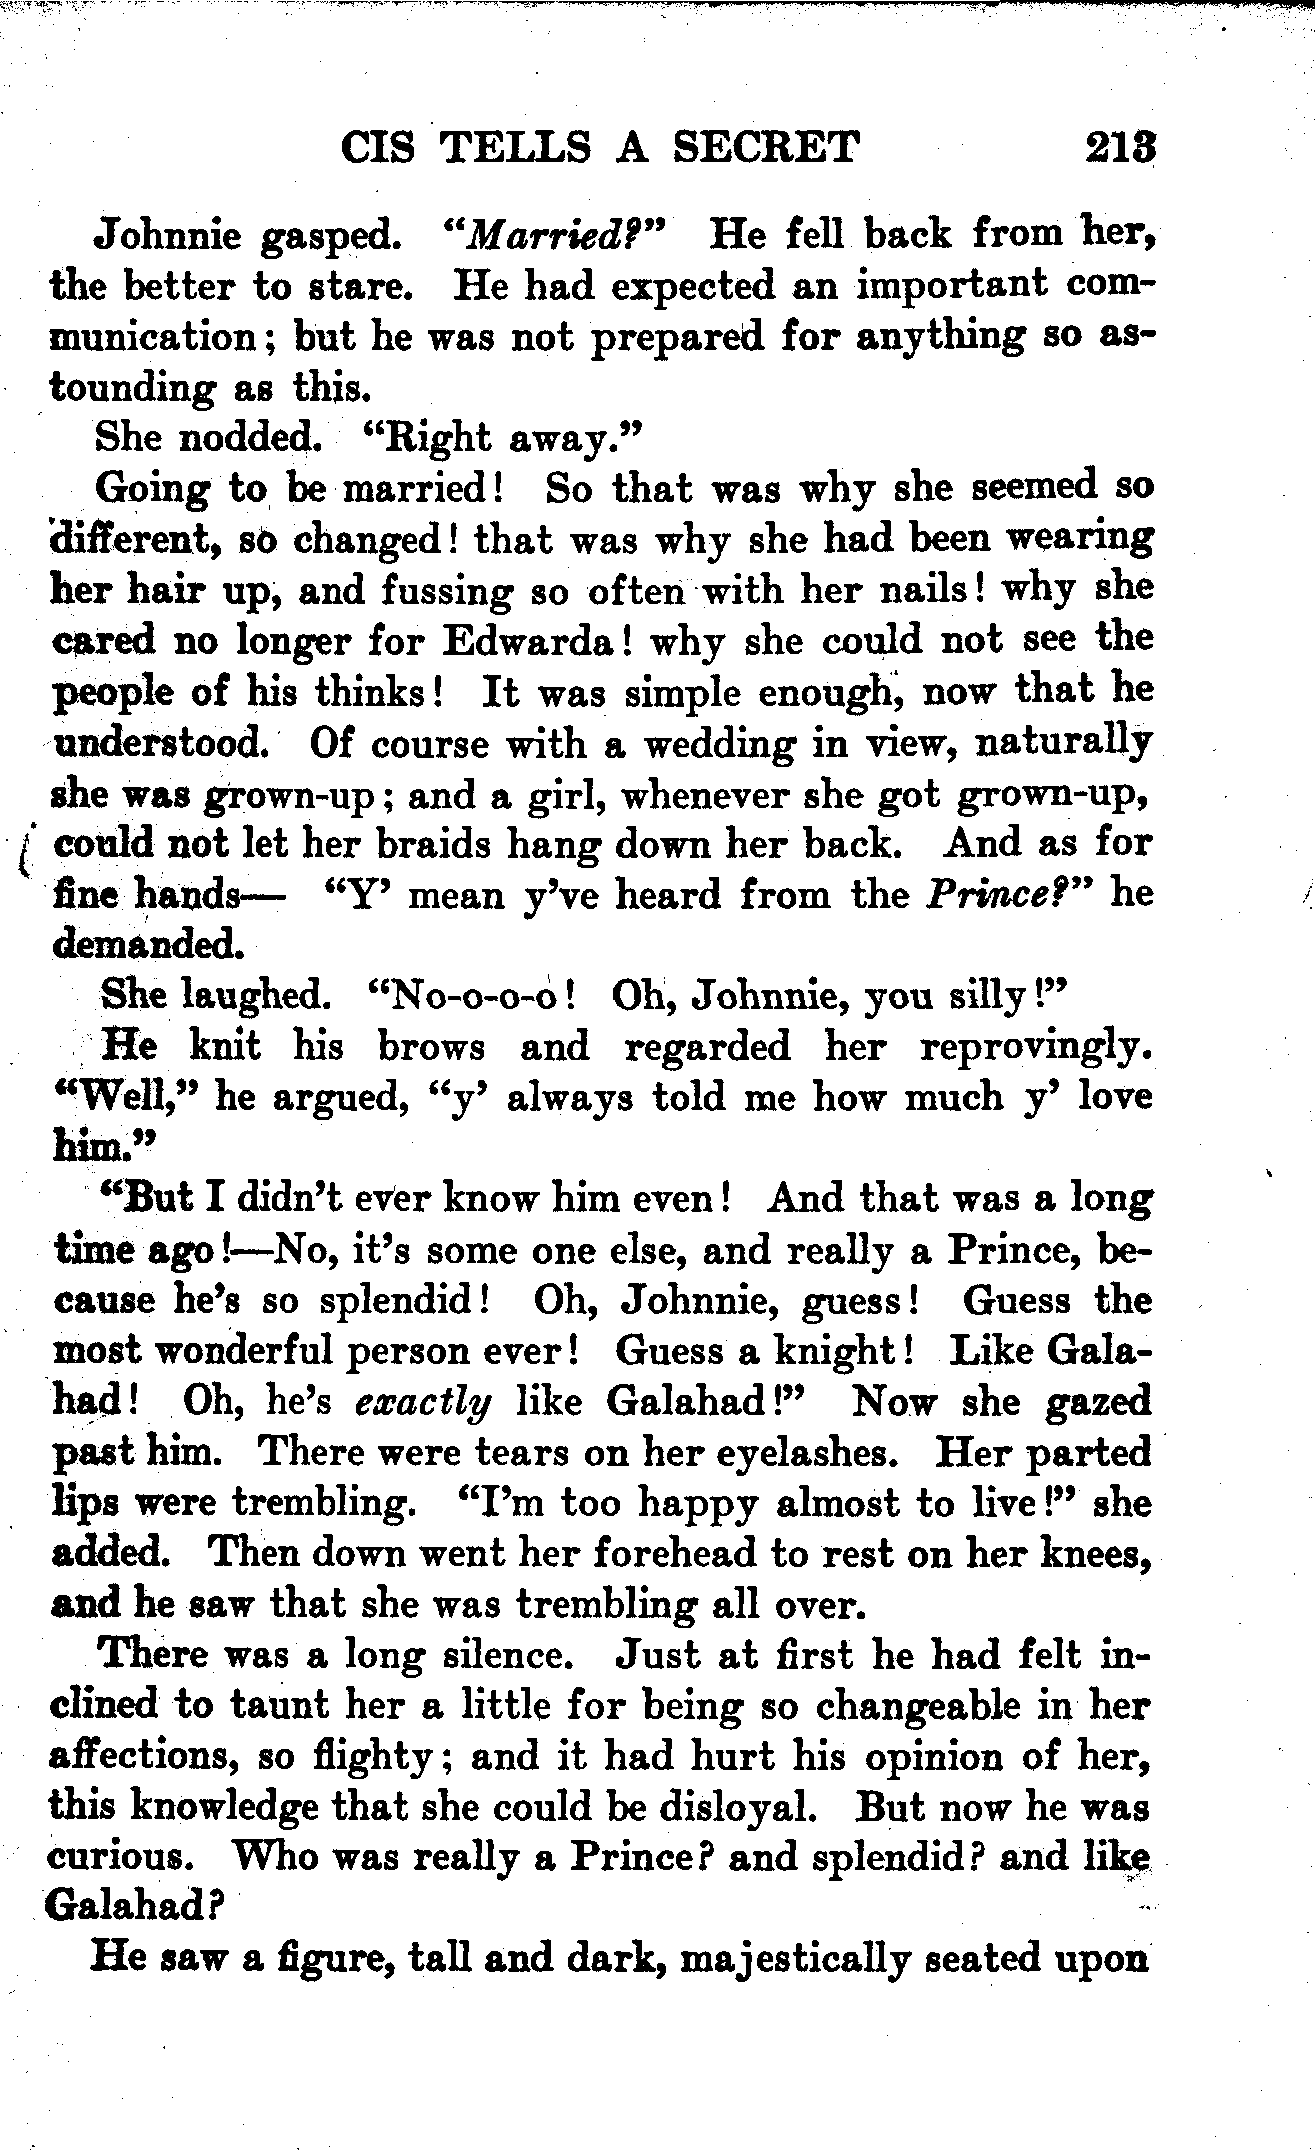 CIS TELLS A SECRET 213
Johnnie gasped. “Married?” He fell back from her,
the better to stare. He had expected an important com-
munication; but he was not prepared for anything so as-
tounding as this.
She nodded. “Right away.”
Going to be married! So that was why she seemed so
different, so changed! that was why she had been wearing
her hair up, and fussing so often with her nails! why she
cared no longer for Edwarda! why she could not see the
people of his thinks! It was simple enough, now that he
understood. Of course with a wedding in view, naturally
she was grown-up; and a girl, whenever she got grown-up,
could not let her braids hang down her back. And as for
fine hands— “Y’ mean y’ve heard from the Prince?” he
demanded.
She laughed. “No-o-o-o! Oh, Johnnie, you silly!”
He knit his brows and regarded her reprovingly.
“Well,” he argued, “y’ always told me how much y’ love
him.”
“But I didn’t ever know him even! And that was a long
time ago!—No, it’s some one else, and really a Prince, be-
cause he’s so splendid! Oh, Johnnie, guess! Guess the
most wonderful person ever! Guess a knight! Like Gala-
had! Oh, he’s exactly like Galahad!” Now she gazed
past him. There were tears on her eyelashes. Her parted
lips were trembling. “I’m too happy almost to live!” she
added. Then down went her forehead to rest on her knees,
and he saw that she was trembling all over.
There was a long silence. Just at first he had felt in-
clined to taunt her a little for being so changeable in her
affections, so flighty; and it had hurt his opinion of her,
this knowledge that she could be disloyal. But now he was
curious. Who was really a Prince? and splendid? and like
Galahad?
He saw a figure, tall and dark, majestically seated upon